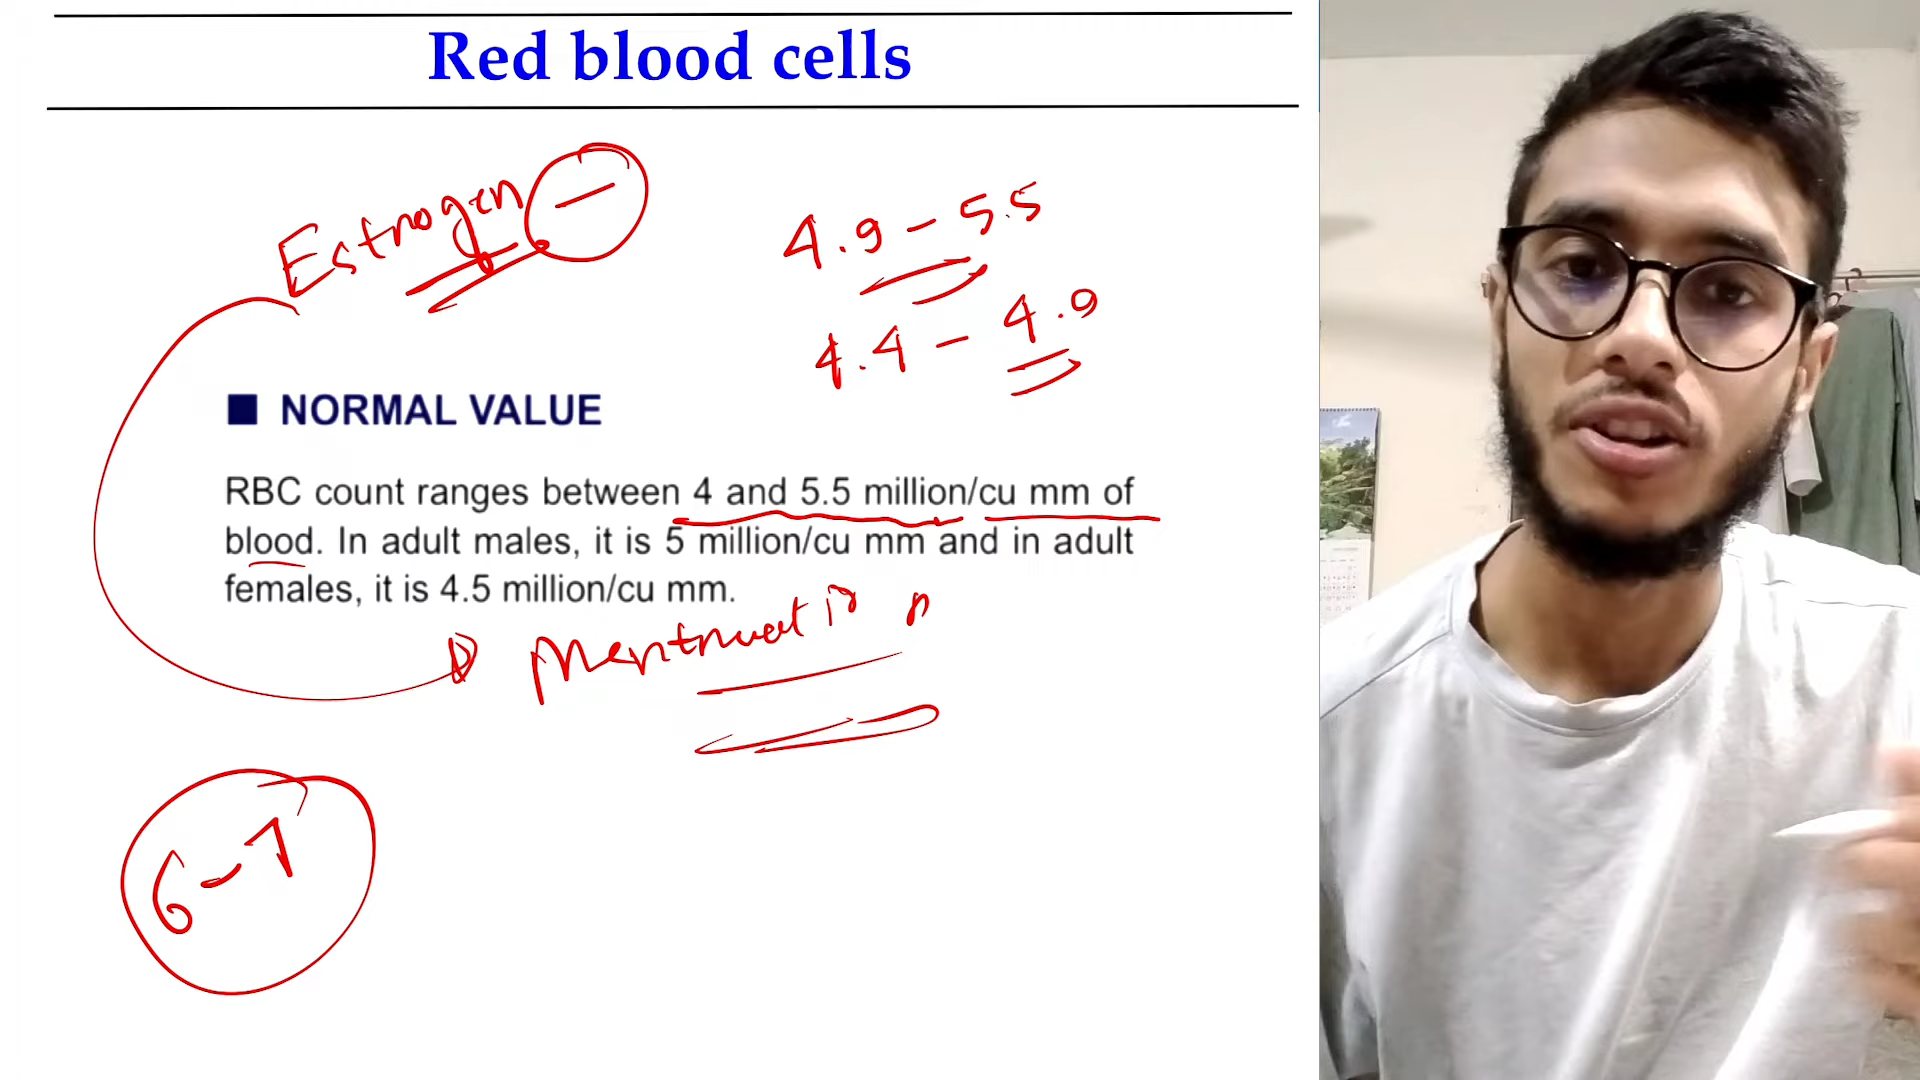 Red blood cells
Estrogen –
4.9 – 5.5
4.4 – 4.9
■ NORMAL VALUE
RBC count ranges between 4 and 5.5 million/cu mm of
blood. In adult males, it is 5 million/cu mm and in adult
females, it is 4.5 million/cu mm.
6-7